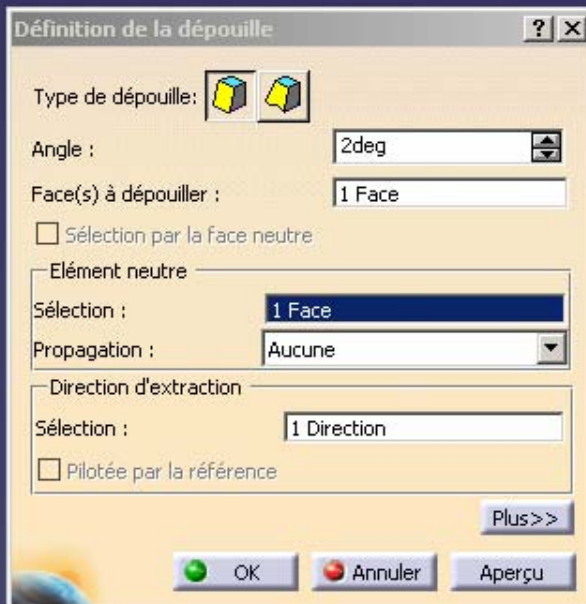 Définition de la dépouille ? X
Type de dépouille:
Angle : 2deg
Face(s) à dépouiller : 1 Face
Sélection par la face neutre
Elément neutre
Sélection : 1 Face
Propagation : Aucune
Direction d'extraction
Sélection : 1 Direction
Pilotée par la référence
Plus>>
OK Annuler Aperçu